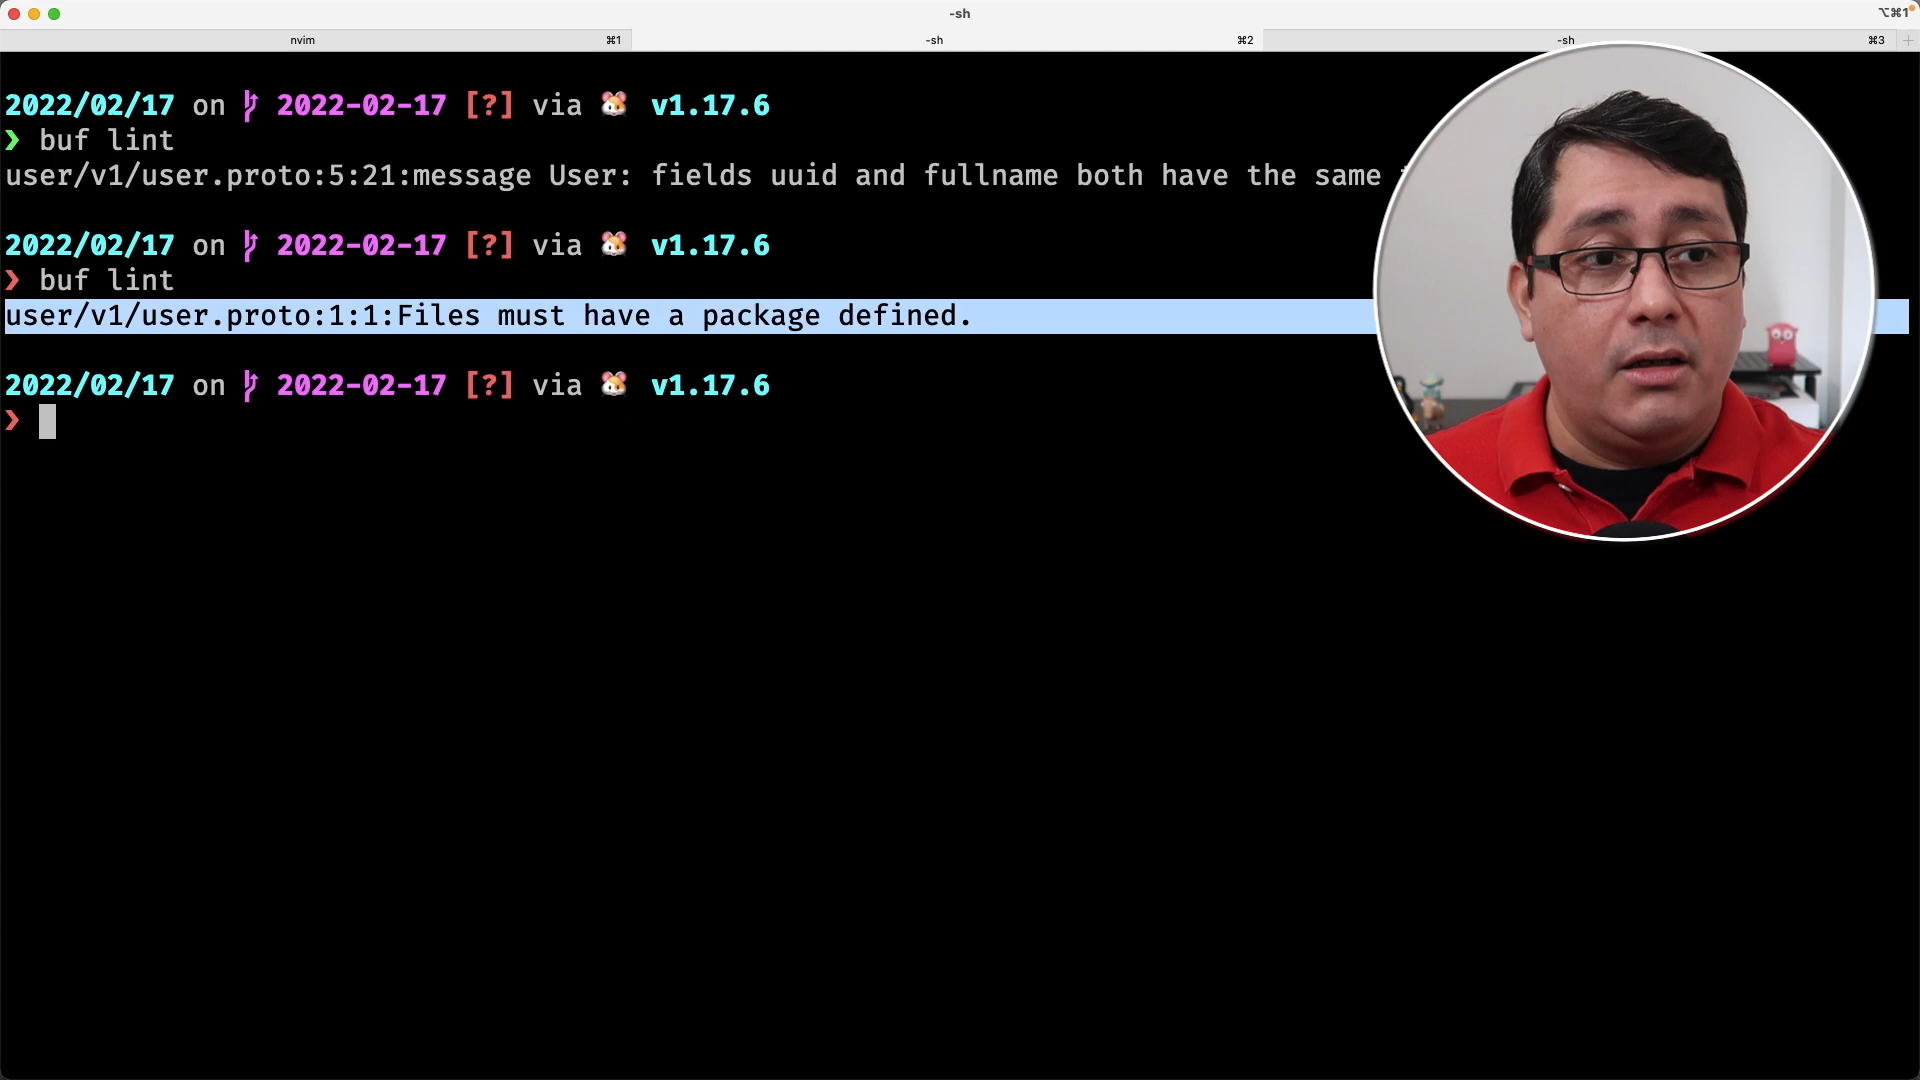 -sh
⌥⌘1
nvim ⌘1
-sh ⌘2
-sh ⌘3
2022/02/17 on 2022-02-17 [?] via 🐹 v1.17.6
❯ buf lint
user/v1/user.proto:5:21:message User: fields uuid and fullname both have the same
2022/02/17 on 2022-02-17 [?] via 🐹 v1.17.6
❯ buf lint
user/v1/user.proto:1:1:Files must have a package defined.
2022/02/17 on 2022-02-17 [?] via 🐹 v1.17.6
❯